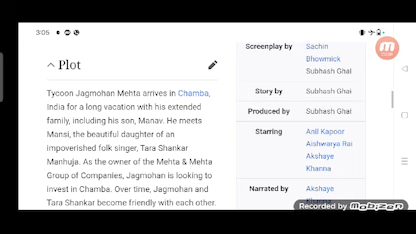 3:05
Plot
Tycoon Jagmohan Mehta arrives in Chamba,
India for a long vacation with his extended
family, including his son, Manav. He meets
Mansi, the beautiful daughter of an
impoverished folk singer, Tara Shankar
Manhuja. As the owner of the Mehta & Mehta
Group of Companies, Jagmohan is looking to
invest in Chamba. Over time, Jagmohan and
Tara Shankar become friendly with each other.
Screenplay by Sachin
Bhowmick
Subhash Ghai
Story by Subhash Ghai
Produced by Subhash Ghai
Starring Anil Kapoor
Aishwarya Rai
Akshaye
Khanna
Narrated by Akshaye
Khanna
Recorded by Mobizen